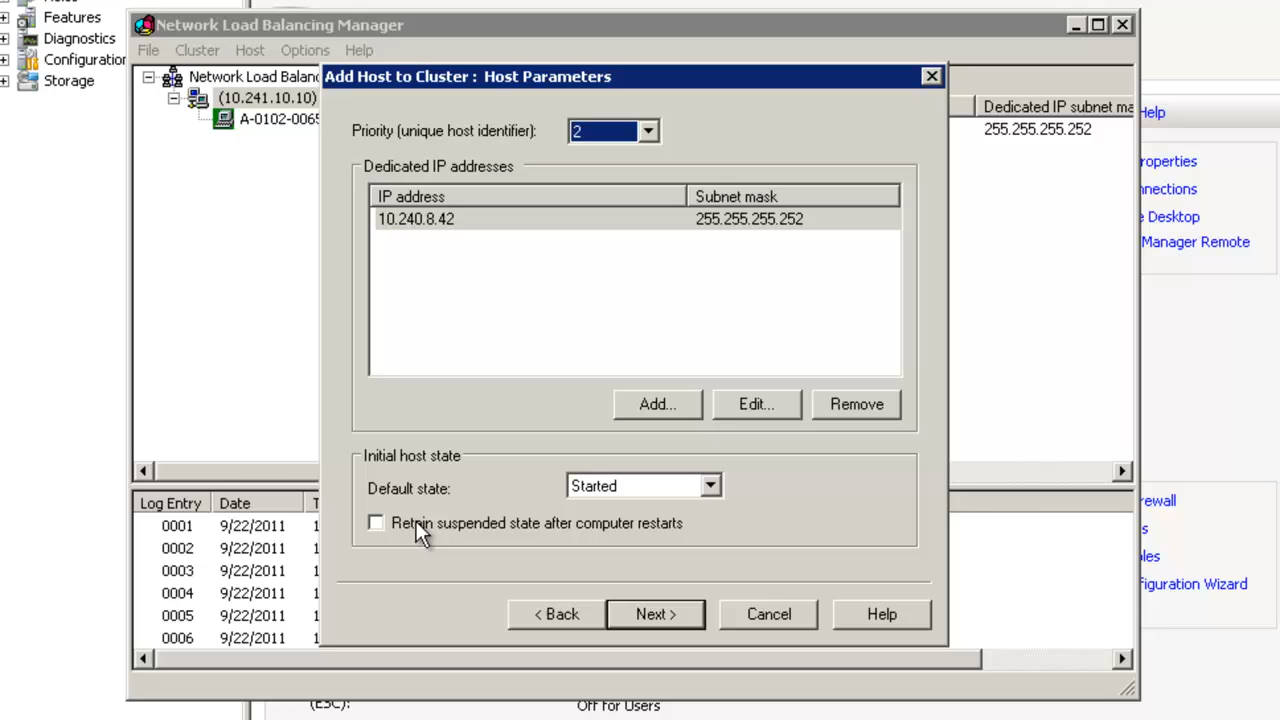 Features
Diagnostics
Configuration
Storage
Network Load Balancing Manager
File Cluster Host Options Help
Network Load Balanc
(10.241.10.10)
A-0102-0065
Dedicated IP subnet ma
255.255.255.252
Add Host to Cluster : Host Parameters
Priority (unique host identifier): 2
Dedicated IP addresses
IP address Subnet mask
10.240.8.42 255.255.255.252
Add... Edit... Remove
Initial host state
Default state: Started
Retain suspended state after computer restarts
< Back Next > Cancel Help
Log Entry Date T
0001 9/22/2011 1
0002 9/22/2011 1
0003 9/22/2011 1
0004 9/22/2011 1
0005 9/22/2011 1
0006 9/22/2011 1
Help
roperties
nnections
e Desktop
Manager Remote
rewall
s
les
figuration Wizard
(ESC): Off for Users